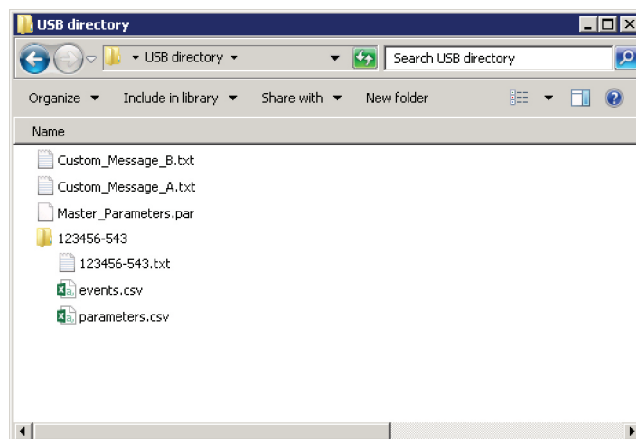 USB directory
USB directory
Search USB directory
Organize Include in library Share with New folder
Name
Custom_Message_B.txt
Custom_Message_A.txt
Master_Parameters.par
123456-543
123456-543.txt
events.csv
parameters.csv